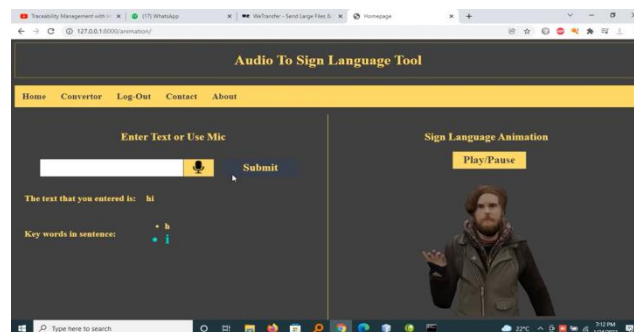 Traceability Management with
(17) WhatsApp
WeTransfer - Send Large Files &
Homepage
127.0.0.1:8000/animation/
Audio To Sign Language Tool
Home Convertor Log-Out Contact About
Enter Text or Use Mic
Submit
The text that you entered is: hi
Key words in sentence:
h
i
Sign Language Animation
Play/Pause
Type here to search
22°C
7:12 PM